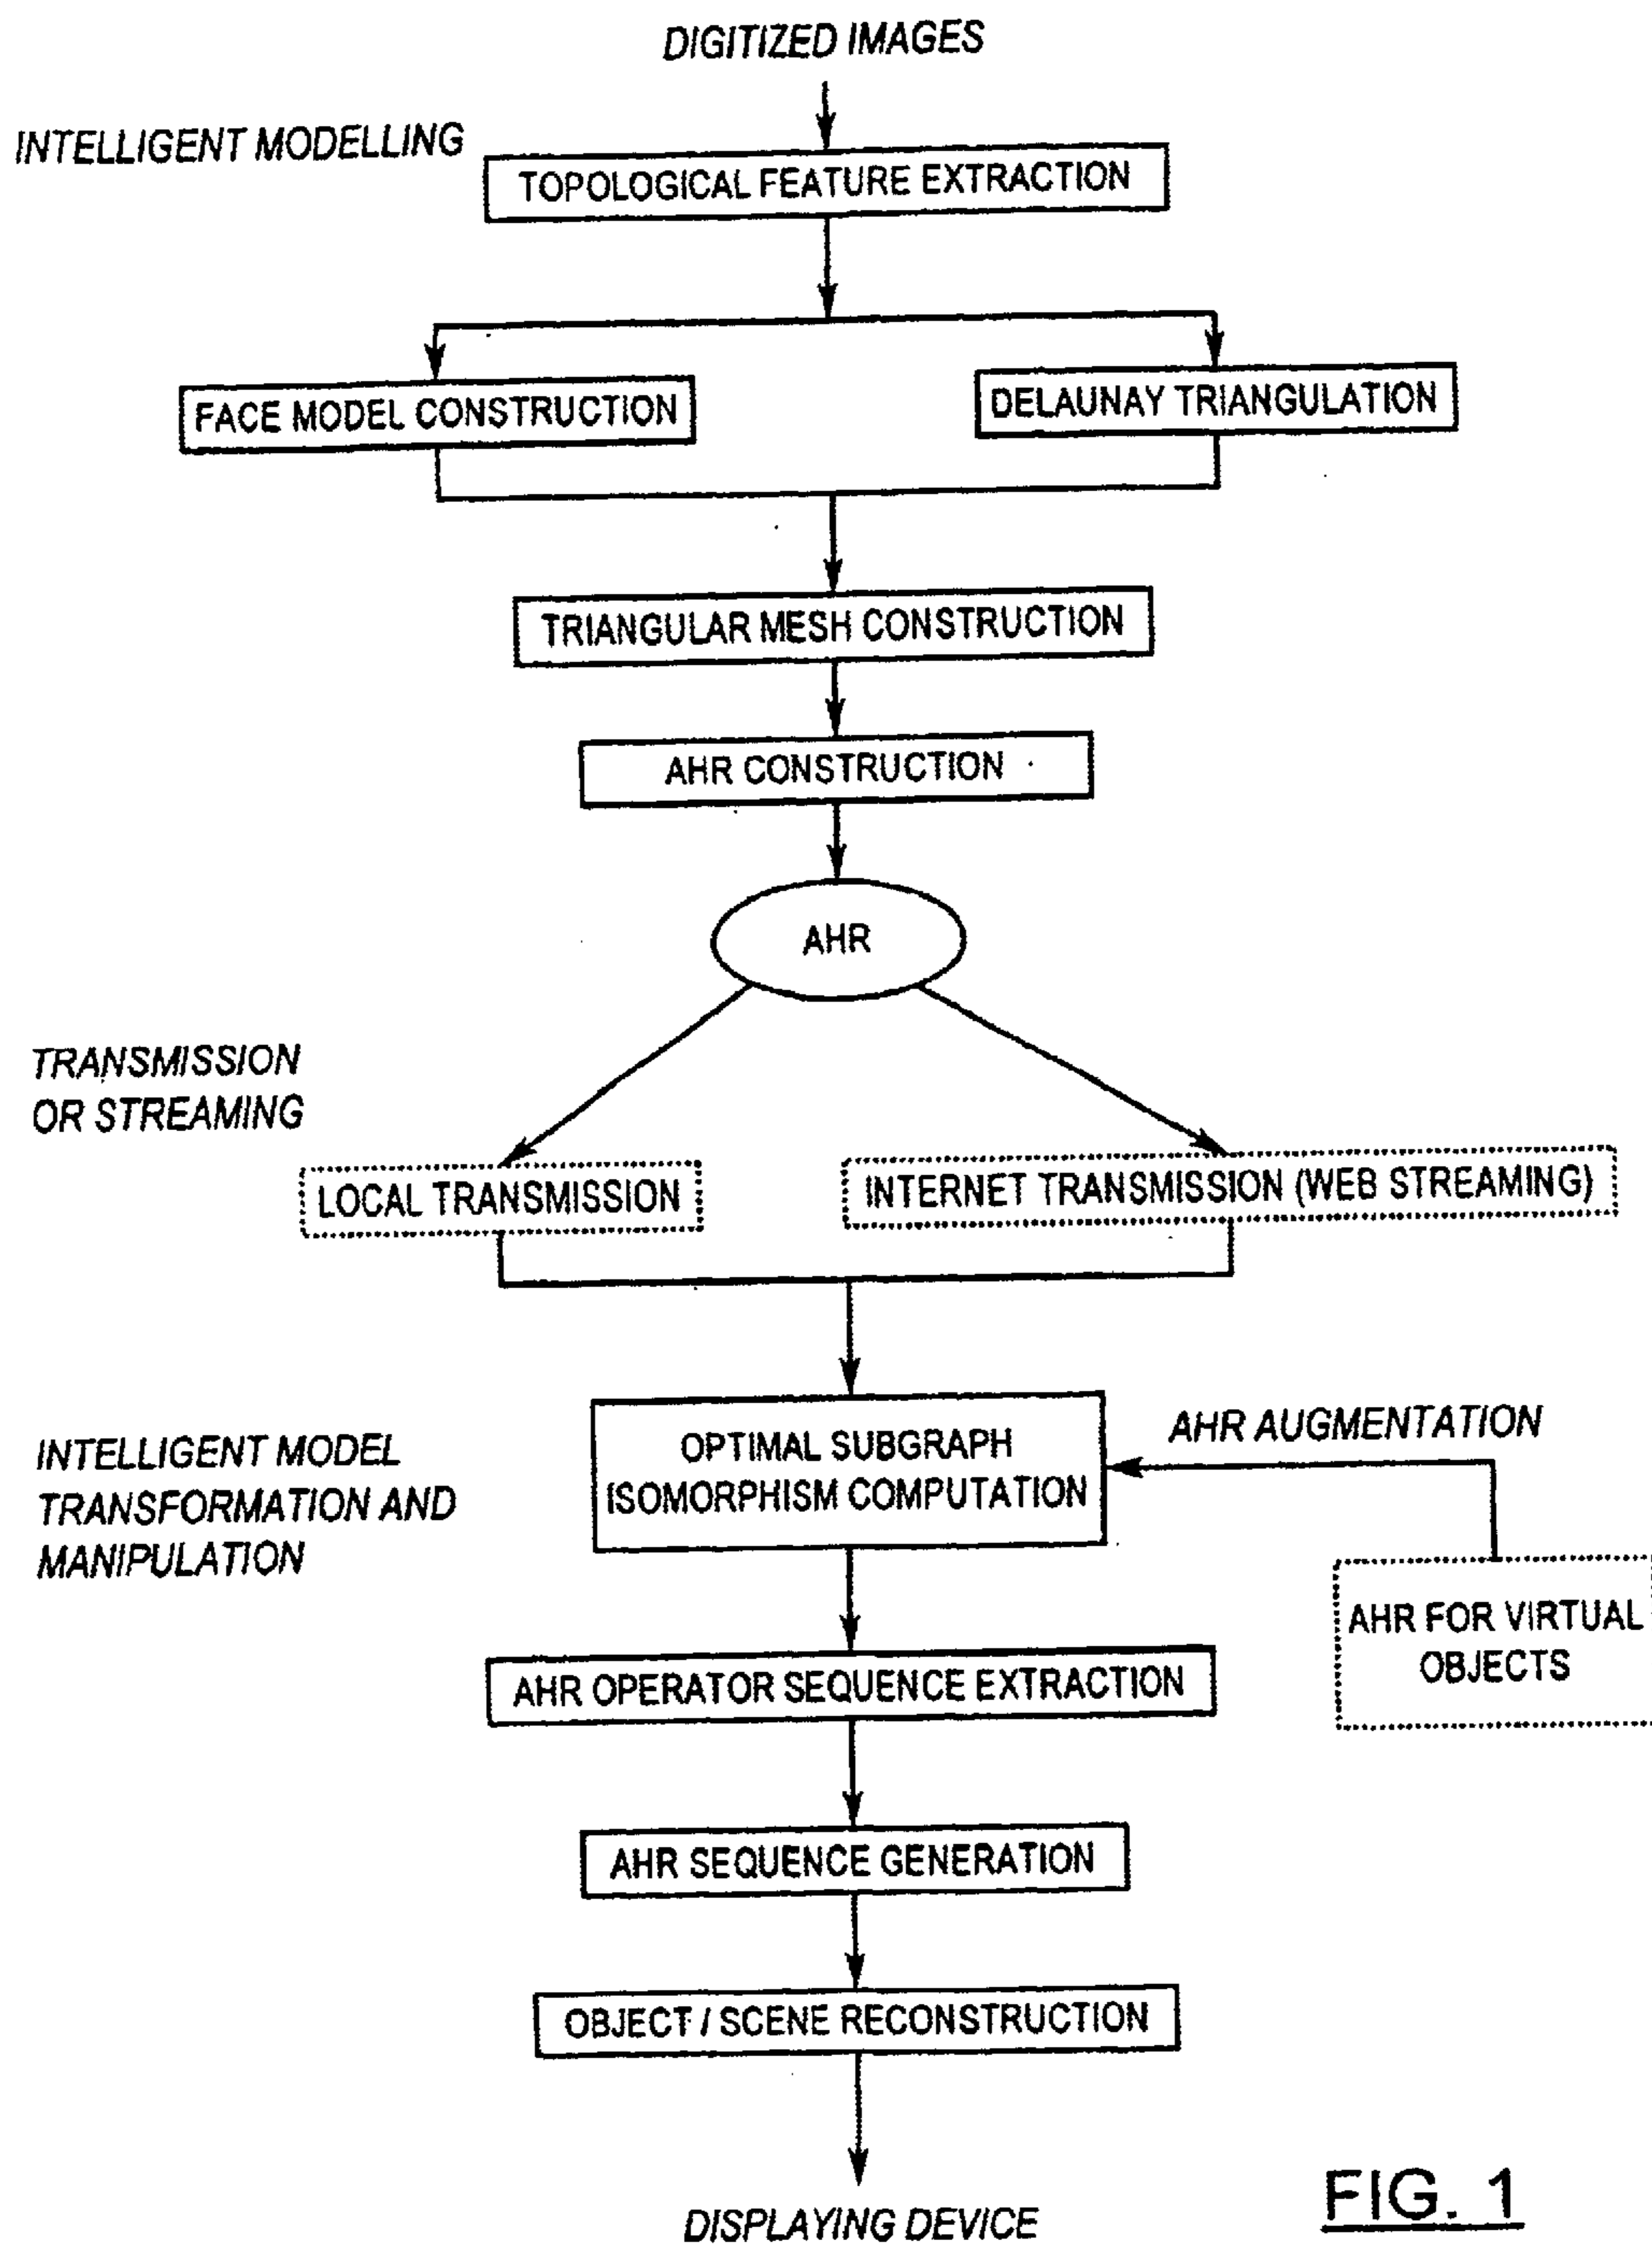 DIGITIZED IMAGES
INTELLIGENT MODELLING
TOPOLOGICAL FEATURE EXTRACTION
FACE MODEL CONSTRUCTION
DELAUNAY TRIANGULATION
TRIANGULAR MESH CONSTRUCTION
AHR CONSTRUCTION
AHR
TRANSMISSION
OR STREAMING
LOCAL TRANSMISSION
INTERNET TRANSMISSION (WEB STREAMING)
INTELLIGENT MODEL
TRANSFORMATION AND
MANIPULATION
OPTIMAL SUBGRAPH
ISOMORPHISM COMPUTATION
AHR AUGMENTATION
AHR FOR VIRTUAL
OBJECTS
AHR OPERATOR SEQUENCE EXTRACTION
AHR SEQUENCE GENERATION
OBJECT / SCENE RECONSTRUCTION
DISPLAYING DEVICE
FIG. 1